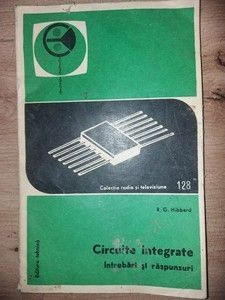 Colecția radio și televiziune 128
R. G. Hibberd
Circuite integrate
Întrebări și răspunsuri
Editura tehnică